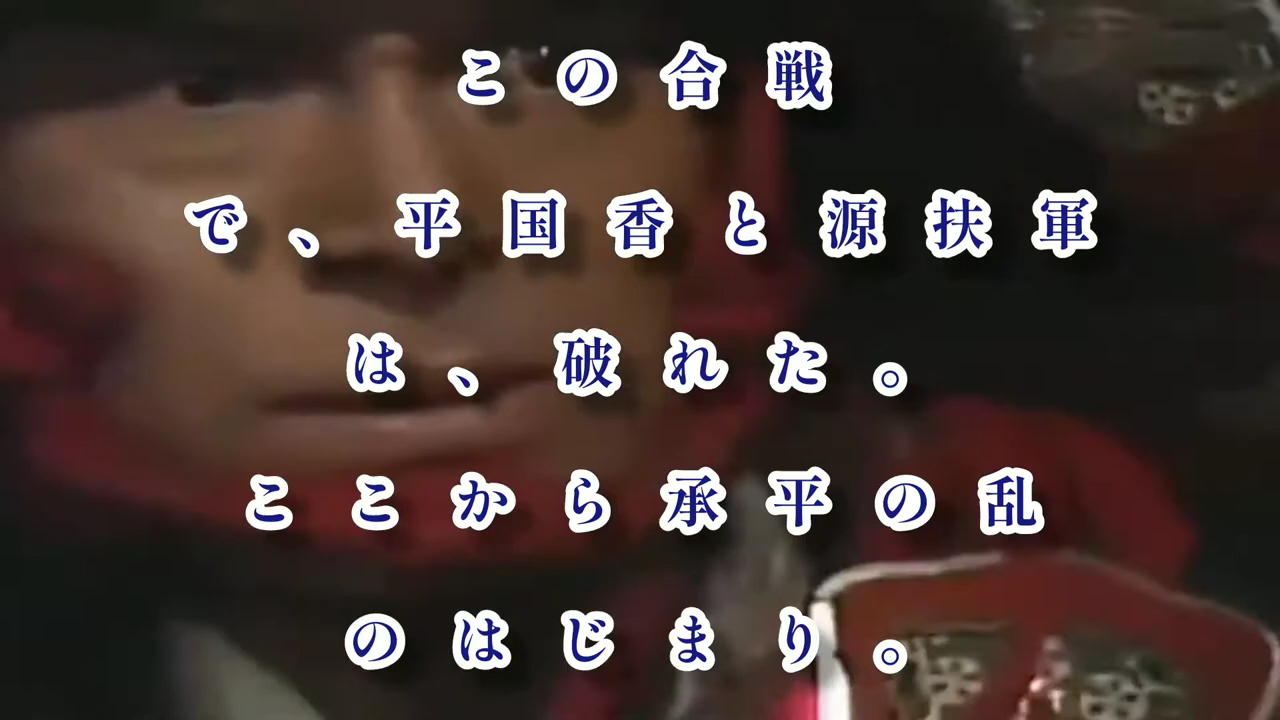 この合戦
で、平国香と源扶軍
は、破れた。
ここから承平の乱
のはじまり。